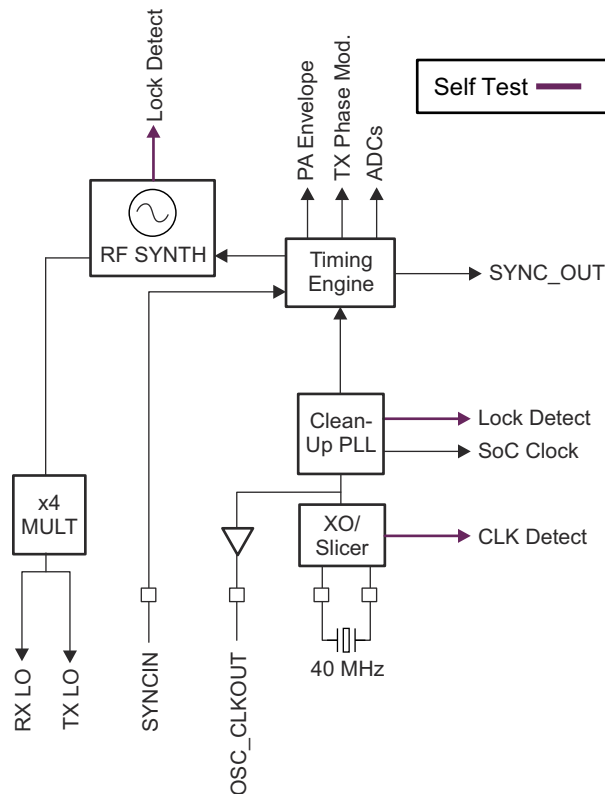 Lock Detect
PA Envelope
TX Phase Mod.
ADCs
Self Test
RF SYNTH
Timing
Engine
SYNC_OUT
Clean-
Up PLL
Lock Detect
SoC Clock
x4
MULT
XO/
Slicer
CLK Detect
40 MHz
RX LO
TX LO
SYNCIN
OSC_CLKOUT